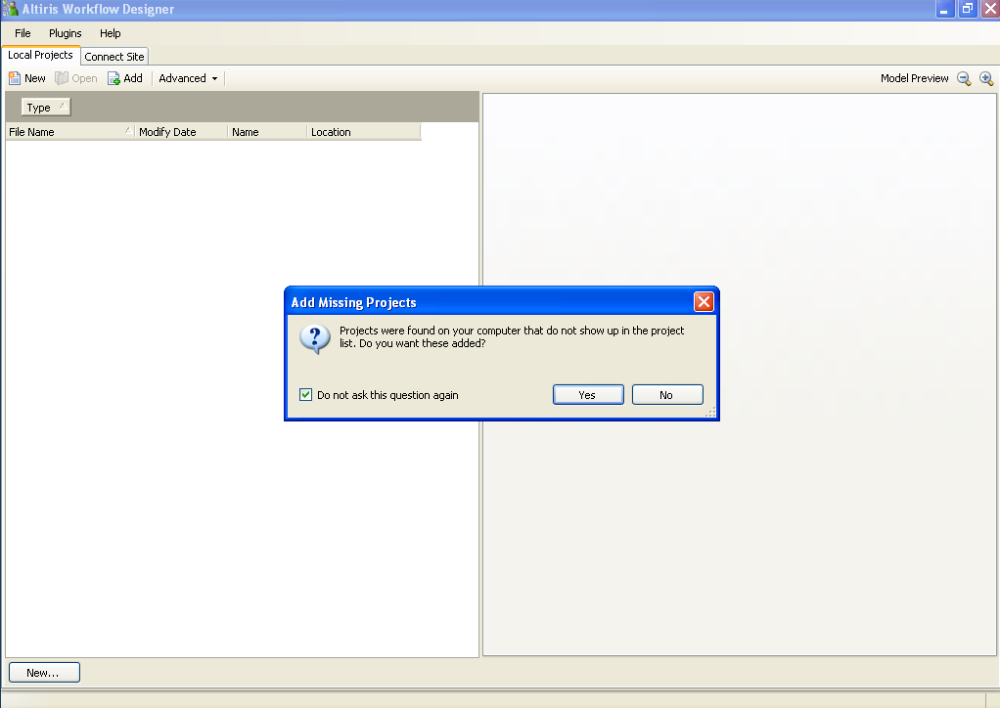 Altiris Workflow Designer
File Plugins Help
Local Projects Connect Site
New Open Add Advanced Model Preview
Type
File Name Modify Date Name Location
Add Missing Projects
Projects were found on your computer that do not show up in the project
list. Do you want these added?
Do not ask this question again Yes No
New...